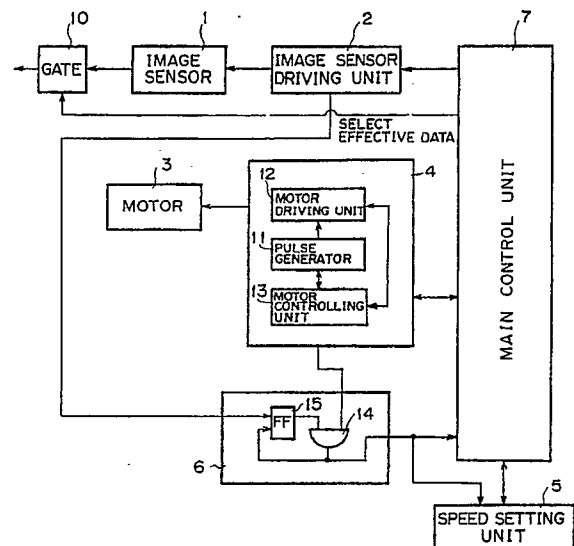 10
1
2
7
GATE
IMAGE
SENSOR
IMAGE SENSOR
DRIVING UNIT
SELECT
EFFECTIVE DATA
3
MOTOR
4
12
MOTOR
DRIVING UNIT
11
PULSE
GENERATOR
13
MOTOR
CONTROLLING
UNIT
MAIN CONTROL UNIT
15
FF
14
6
5
SPEED SETTING
UNIT